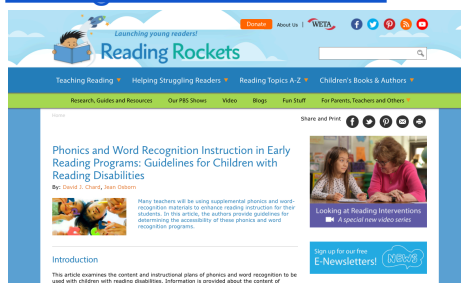 Launching young readers!
Reading Rockets
Donate
About Us
WETA
Teaching Reading
Helping Struggling Readers
Reading Topics A-Z
Children's Books & Authors
Research, Guides and Resources
Our PBS Shows
Video
Blogs
Fun Stuff
For Parents, Teachers and Others
Home
Share and Print
Phonics and Word Recognition Instruction in Early
Reading Programs: Guidelines for Children with
Reading Disabilities
By: David J. Chard, Jean Osborn
Many teachers will be using supplemental phonics and word-
recognition materials to enhance reading instruction for their
students. In this article, the authors provide guidelines for
determining the accessibility of these phonics and word
recognition programs.
Looking at Reading Interventions
A special new video series
Sign up for our free
E-Newsletters!
NEWS
Introduction
This article examines the content and instructional plans of phonics and word recognition to be
used with children with reading disabilities. Information is provided about the content of